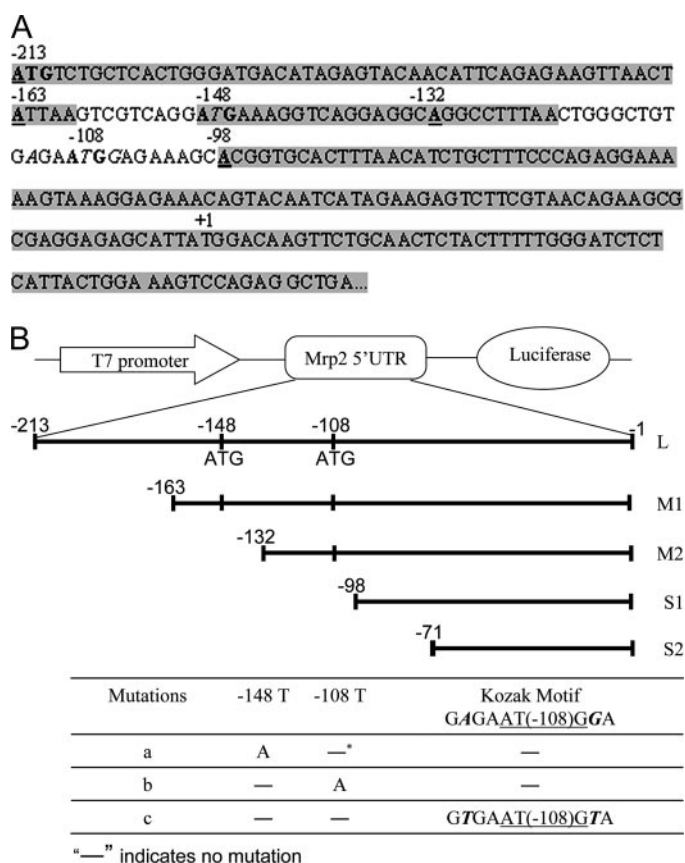 A
-213
ATGTCTGCTCACTGGGATGACATAGAGTACAACATTCAGAGAAGTTAACT
-163 -148 -132
ATTAAGTCGTCAGGATGAAAGGTCAGGAGGCAGGCCTTTAACTGGGCTGT
-108 -98
GAGAATGGAGAAAGCACGGTGCACTTTAACATCTGCTTTCCCAGAGGAAA
AAGTAAAGGAGAAACAGTACAATCATAGAAGAGTCTTCGTAACAGAAGCG
+1
CGAGGAGAGCATTATGGACAAGTTCTGCAACTCTACTTTTTGGGATCTCT
CATTACTGGA AAGTCCAGAG GCTGA...
B
T7 promoter Mrp2 5'UTR Luciferase
-213 -148 -108 -1
L
ATG ATG
-163
M1
-132
M2
-98
S1
-71
S2
Mutations -148 T -108 T Kozak Motif
GAGAAT(-108)GGA
a A —* —
b — A —
c — — GTGAAT(-108)GTA
“—” indicates no mutation